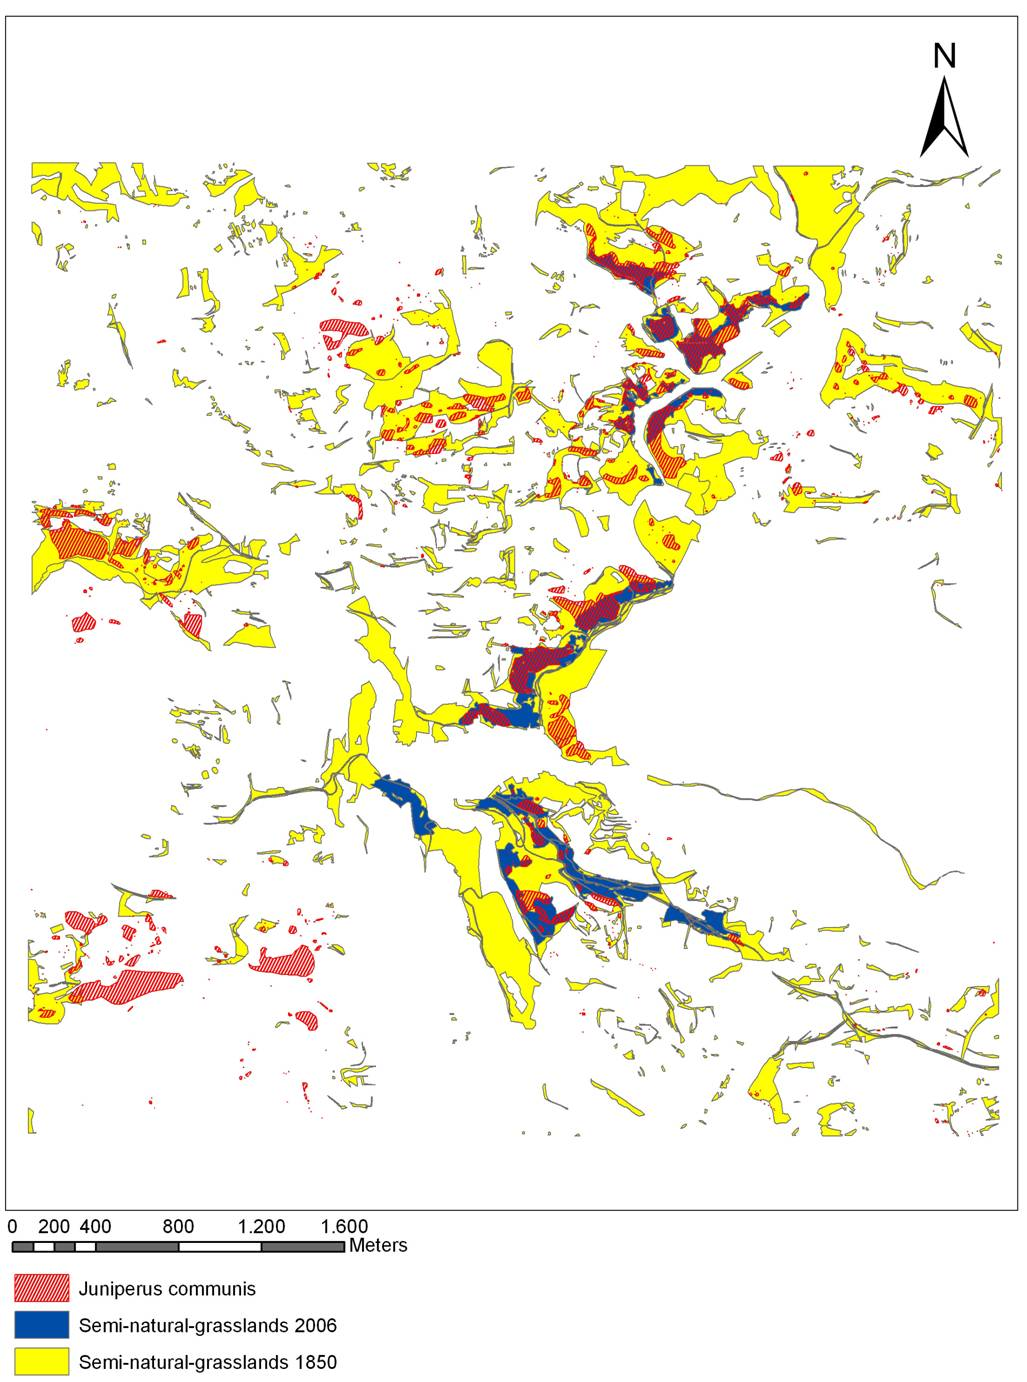 N
0 200 400 800 1.200 1.600
Meters
Juniperus communis
Semi-natural-grasslands 2006
Semi-natural-grasslands 1850